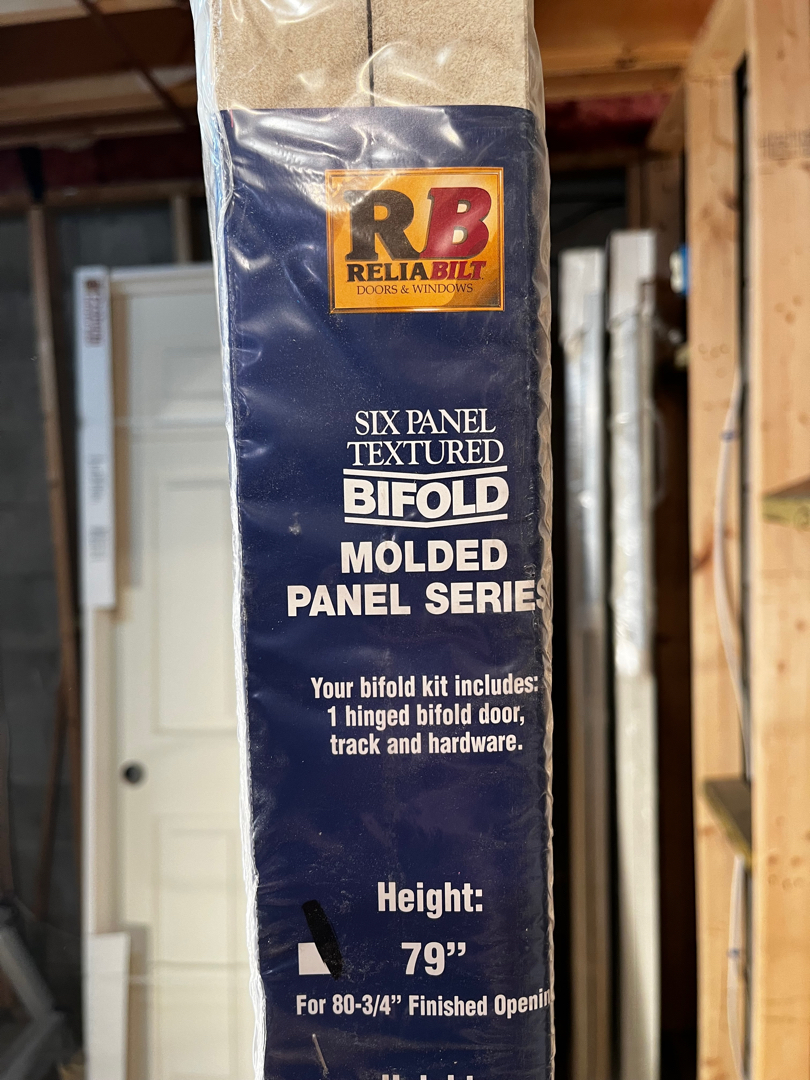 RB
RELIABILT
DOORS & WINDOWS
SIX PANEL
TEXTURED
BIFOLD
MOLDED
PANEL SERIES
Your bifold kit includes:
1 hinged bifold door,
track and hardware.
Height:
79”
For 80-3/4” Finished Openin